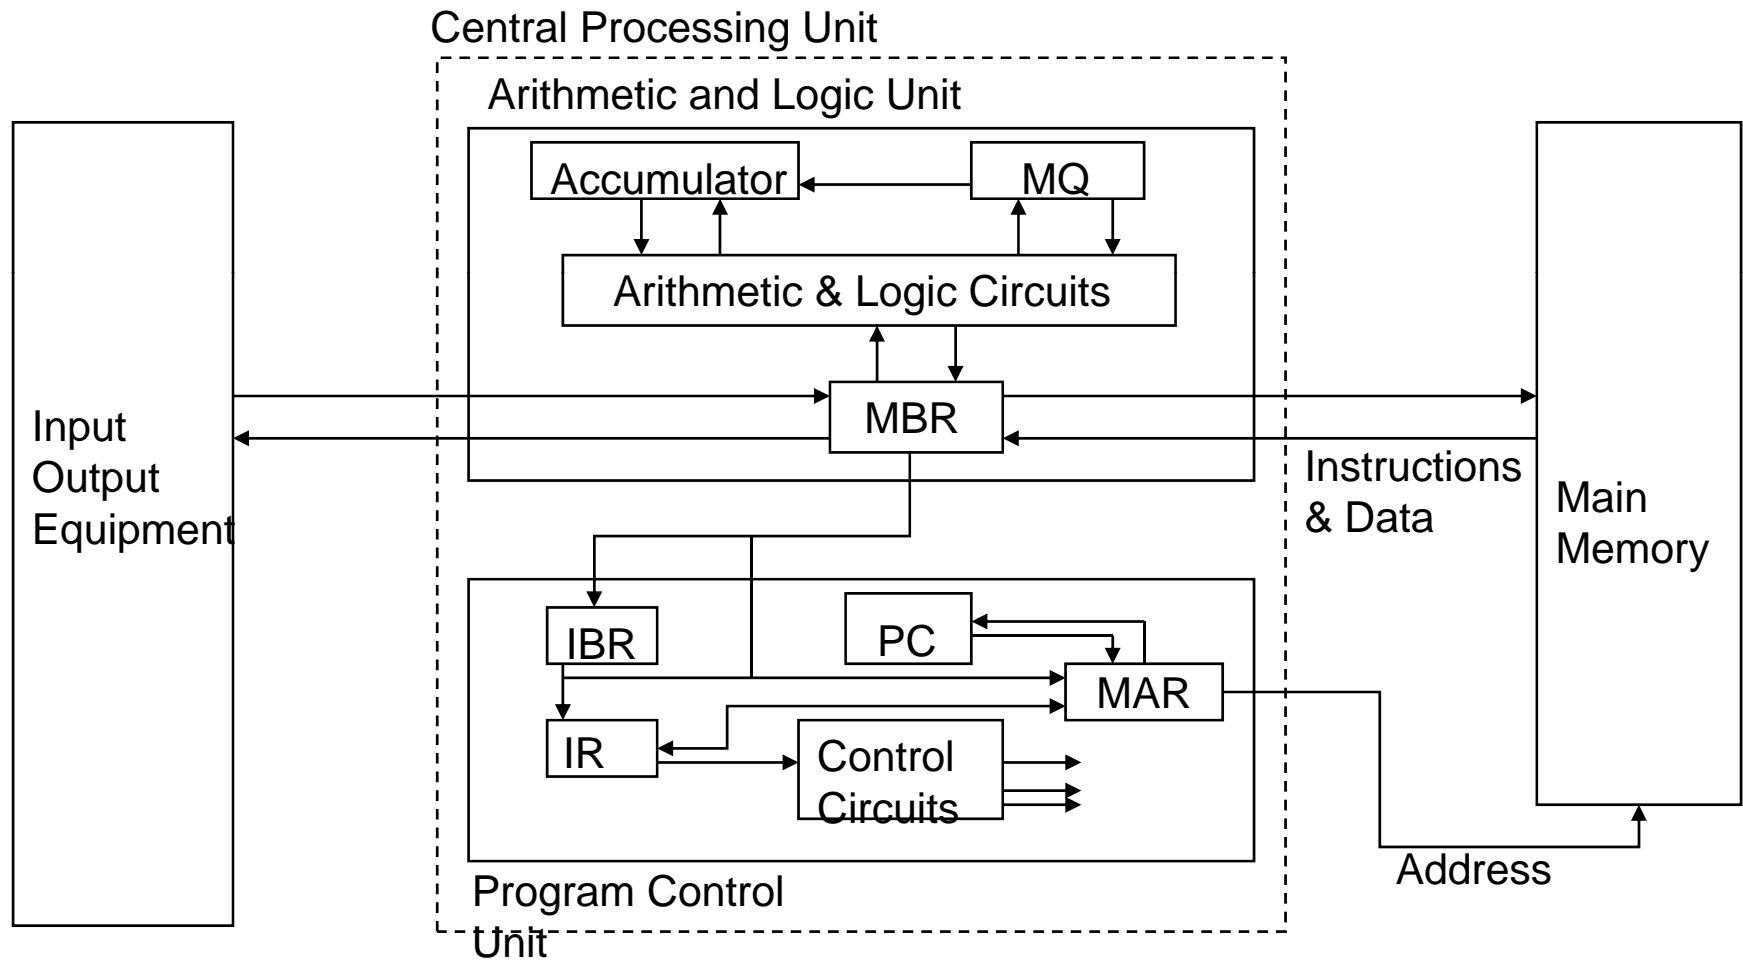 Central Processing Unit
Arithmetic and Logic Unit
Accumulator
MQ
Arithmetic & Logic Circuits
MBR
Input
Output
Equipment
Instructions
& Data
Main
Memory
IBR
PC
MAR
IR
Control
Circuits
Address
Program Control
Unit